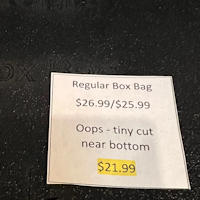 Regular Box Bag
$26.99/$25.99
Oops - tiny cut
near bottom
$21.99